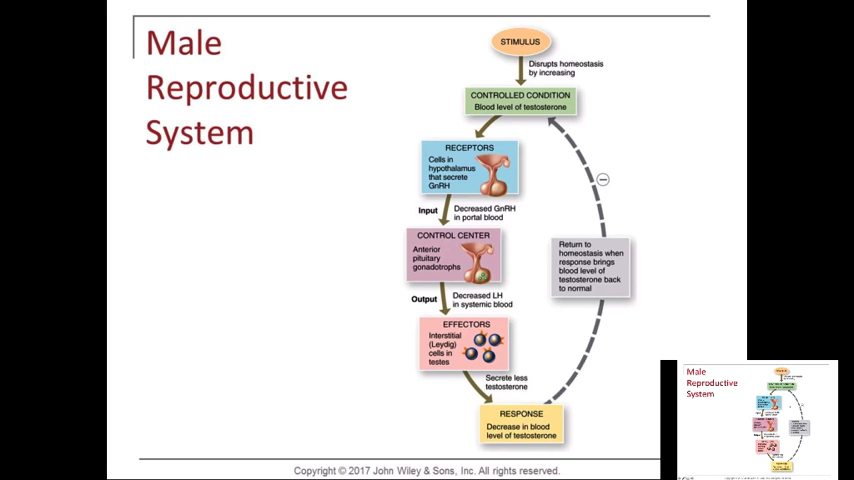 Male
Reproductive
System
STIMULUS
Disrupts homeostasis
by increasing
CONTROLLED CONDITION
Blood level of testosterone
RECEPTORS
Cells in
hypothalamus
that secrete
GnRH
Input
Decreased GnRH
in portal blood
CONTROL CENTER
Anterior
pituitary
gonadotrophs
Return to
homeostasis when
response brings
blood level of
testosterone back
to normal
Output
Decreased LH
in systemic blood
EFFECTORS
Interstitial
(Leydig)
cells in
testes
Secrete less
testosterone
RESPONSE
Decrease in blood
level of testosterone
Copyright © 2017 John Wiley & Sons, Inc. All rights reserved.
Male
Reproductive
System